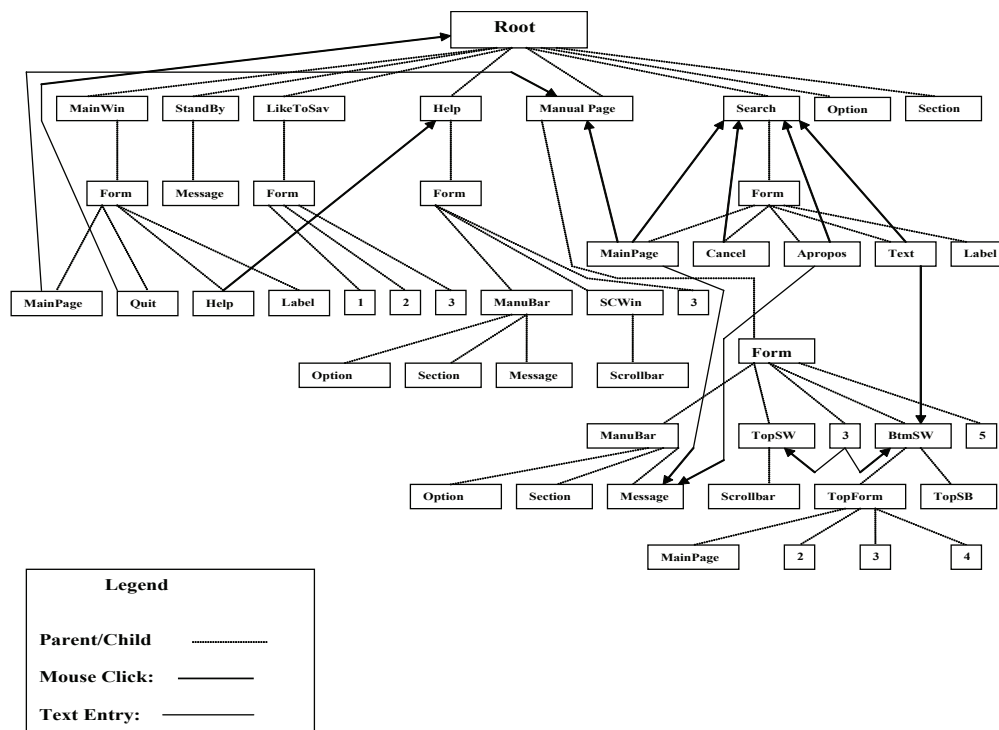 Root
MainWin StandBy LikeToSav Help Manual Page Search Option Section
Form Message Form Form Form
MainPage Cancel Apropos Text Label
MainPage Quit Help Label 1 2 3 ManuBar SCWin 3
Form
Option Section Message Scrollbar
ManuBar TopSW 3 BtmSW 5
Option Section Message Scrollbar TopForm TopSB
MainPage 2 3 4
Legend
Parent/Child
Mouse Click:
Text Entry: